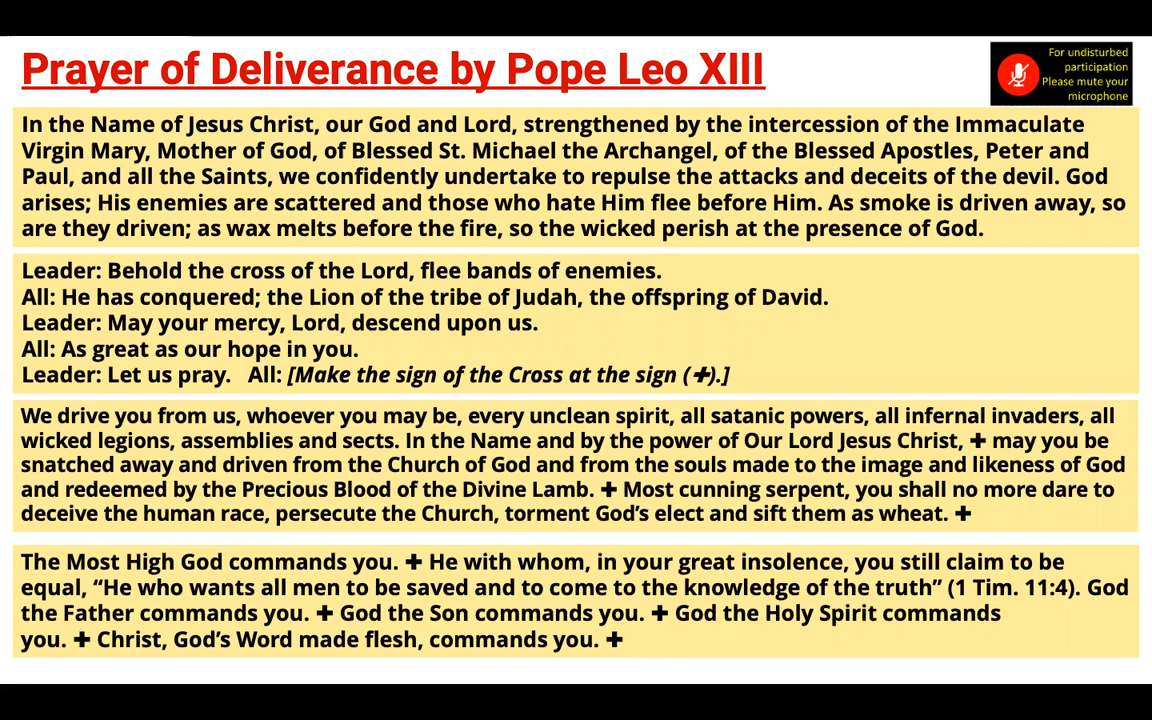 Prayer of Deliverance by Pope Leo XIII
For undisturbed
participation
Please mute your
microphone
In the Name of Jesus Christ, our God and Lord, strengthened by the intercession of the Immaculate
Virgin Mary, Mother of God, of Blessed St. Michael the Archangel, of the Blessed Apostles, Peter and
Paul, and all the Saints, we confidently undertake to repulse the attacks and deceits of the devil. God
arises; His enemies are scattered and those who hate Him flee before Him. As smoke is driven away, so
are they driven; as wax melts before the fire, so the wicked perish at the presence of God.
Leader: Behold the cross of the Lord, flee bands of enemies.
All: He has conquered; the Lion of the tribe of Judah, the offspring of David.
Leader: May your mercy, Lord, descend upon us.
All: As great as our hope in you.
Leader: Let us pray. All: [Make the sign of the Cross at the sign (✚).]
We drive you from us, whoever you may be, every unclean spirit, all satanic powers, all infernal invaders, all
wicked legions, assemblies and sects. In the Name and by the power of Our Lord Jesus Christ, ✚ may you be
snatched away and driven from the Church of God and from the souls made to the image and likeness of God
and redeemed by the Precious Blood of the Divine Lamb. ✚ Most cunning serpent, you shall no more dare to
deceive the human race, persecute the Church, torment God's elect and sift them as wheat. ✚
The Most High God commands you. ✚ He with whom, in your great insolence, you still claim to be
equal, “He who wants all men to be saved and to come to the knowledge of the truth” (1 Tim. 11:4). God
the Father commands you. ✚ God the Son commands you. ✚ God the Holy Spirit commands
you. ✚ Christ, God's Word made flesh, commands you. ✚